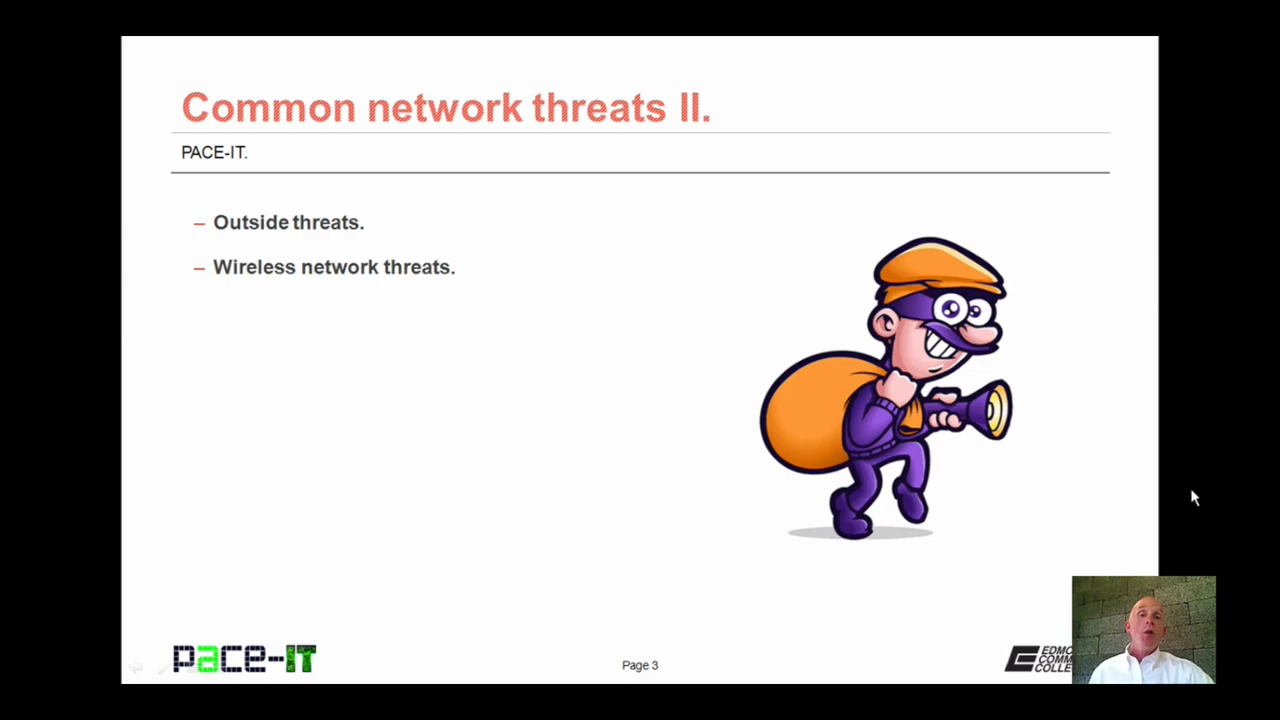 Common network threats II.
PACE-IT.
– Outside threats.
– Wireless network threats.
pace-IT
Page 3